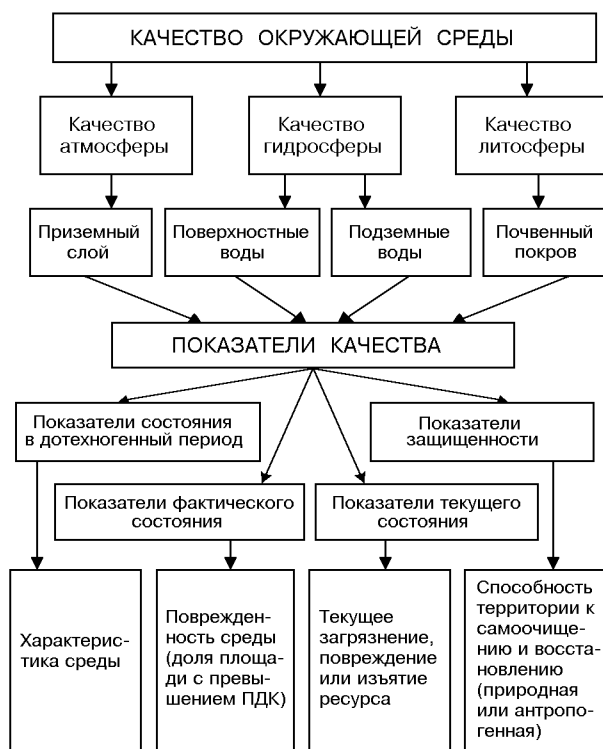 КАЧЕСТВО ОКРУЖАЮЩЕЙ СРЕДЫ
Качество
атмосферы
Качество
гидросферы
Качество
литосферы
Приземный
слой
Поверхностные
воды
Подземные
воды
Почвенный
покров
ПОКАЗАТЕЛИ КАЧЕСТВА
Показатели состояния
в дотехногенный период
Показатели
защищенности
Показатели фактического
состояния
Показатели текущего
состояния
Характерис-
тика среды
Поврежден-
ность среды
(доля площа-
ди с превы-
шением ПДК)
Текущее
загрязнение,
повреждение
или изъятие
ресурса
Способность
территории к
самоочище-
нию и восста-
новлению
(природная
или антропо-
генная)